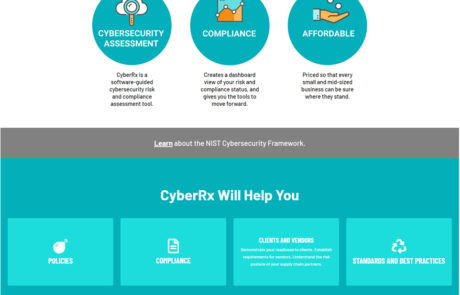 CYBERSECURITY
ASSESSMENT
COMPLIANCE
AFFORDABLE
CyberRx is a
software-guided
cybersecurity risk
and compliance
assessment tool.
Creates a dashboard
view of your risk and
compliance status, and
gives you the tools to
move forward.
Priced so that every
small and mid-sized
business can be sure
where they stand.
Learn about the NIST Cybersecurity Framework.
CyberRx Will Help You
POLICIES
COMPLIANCE
CLIENTS AND VENDORS
Demonstrate your readiness to clients. Establish
requirements for vendors. Understand the risk
posture of your supply chain partners.
STANDARDS AND BEST PRACTICES